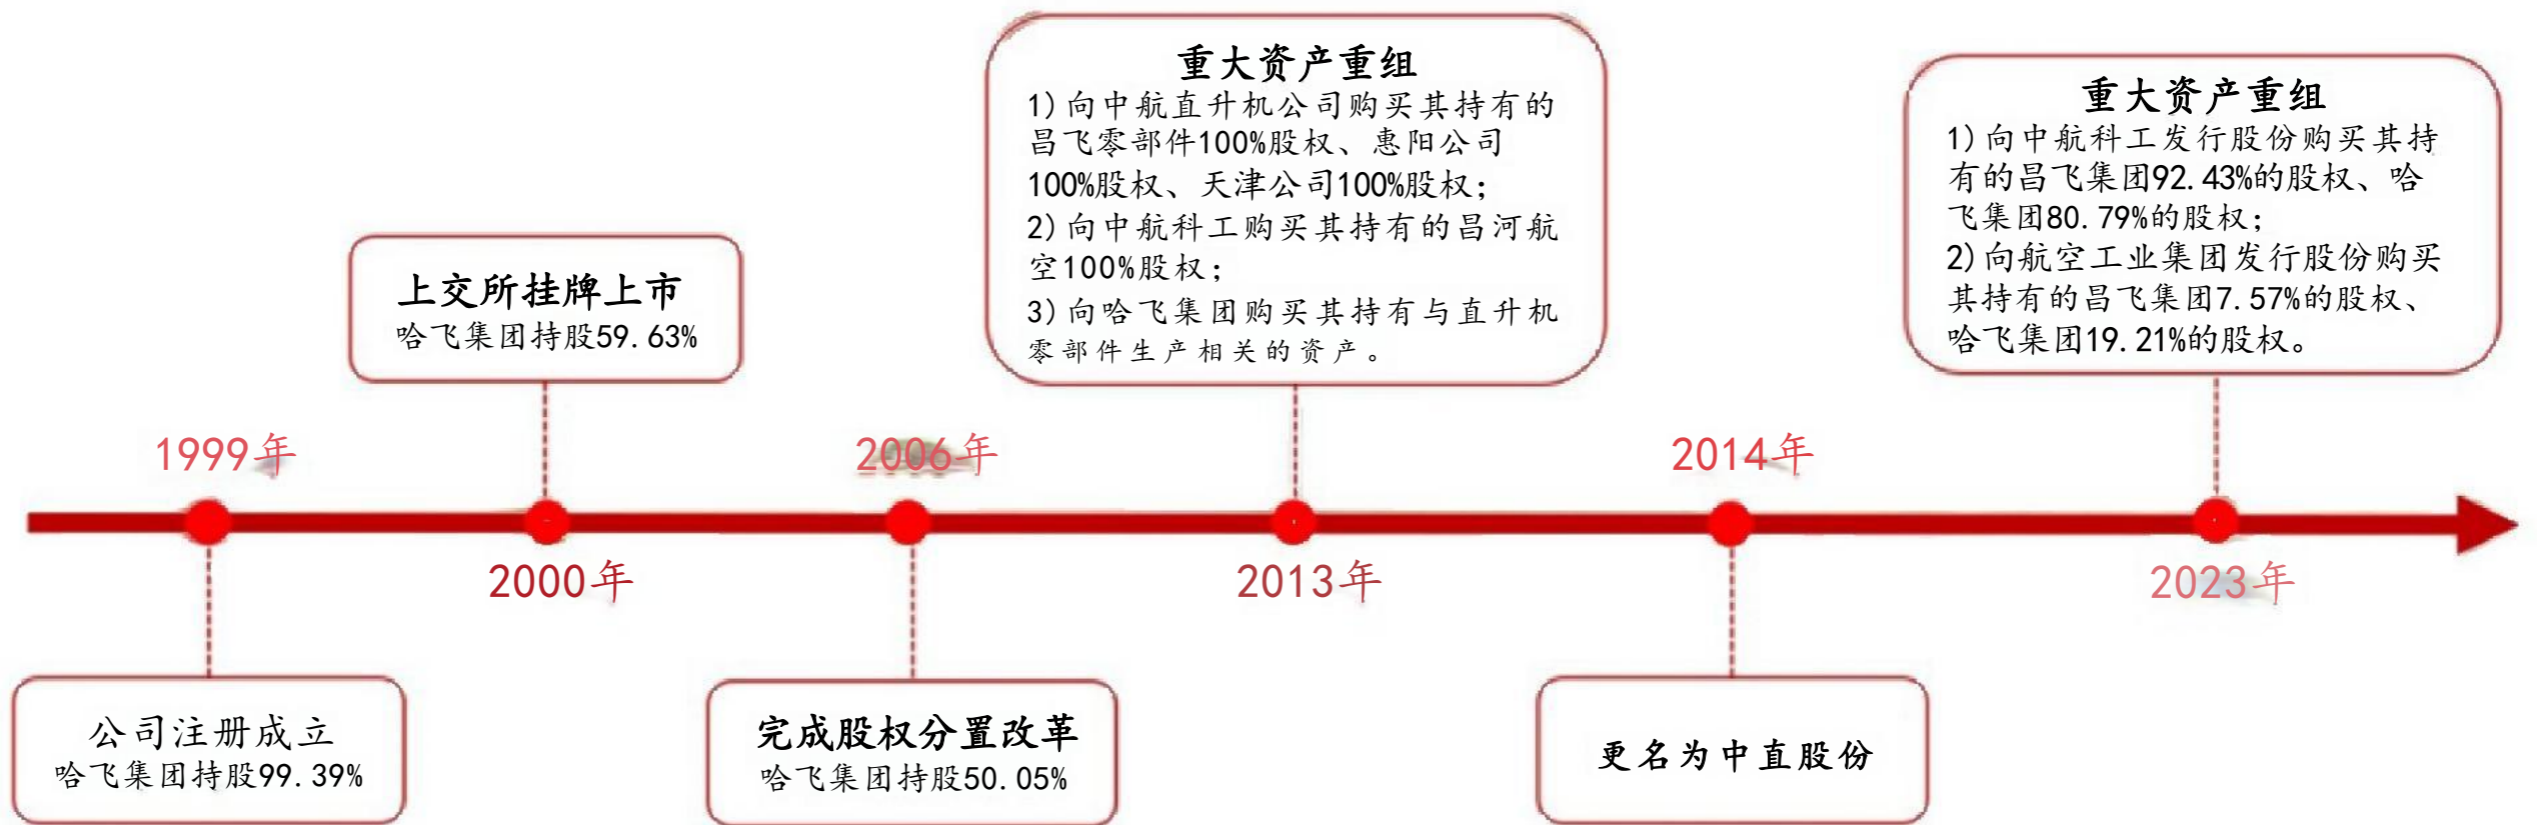 重大资产重组
1)向中航直升机公司购买其持有的
昌飞零部件100%股权、惠阳公司
100%股权、天津公司100%股权;
2)向中航科工购买其持有的昌河航
空100%股权;
3)向哈飞集团购买其持有与直升机
零部件生产相关的资产。
重大资产重组
1)向中航科工发行股份购买其持
有的昌飞集团92.43%的股权、哈
飞集团80.79%的股权;
2)向航空工业集团发行股份购买
其持有的昌飞集团7.57%的股权、
哈飞集团19.21%的股权。
上交所挂牌上市
哈飞集团持股59.63%
1999年
2006年
2014年
2000年
2013年
2023年
公司注册成立
哈飞集团持股99.39%
完成股权分置改革
哈飞集团持股50.05%
更名为中直股份